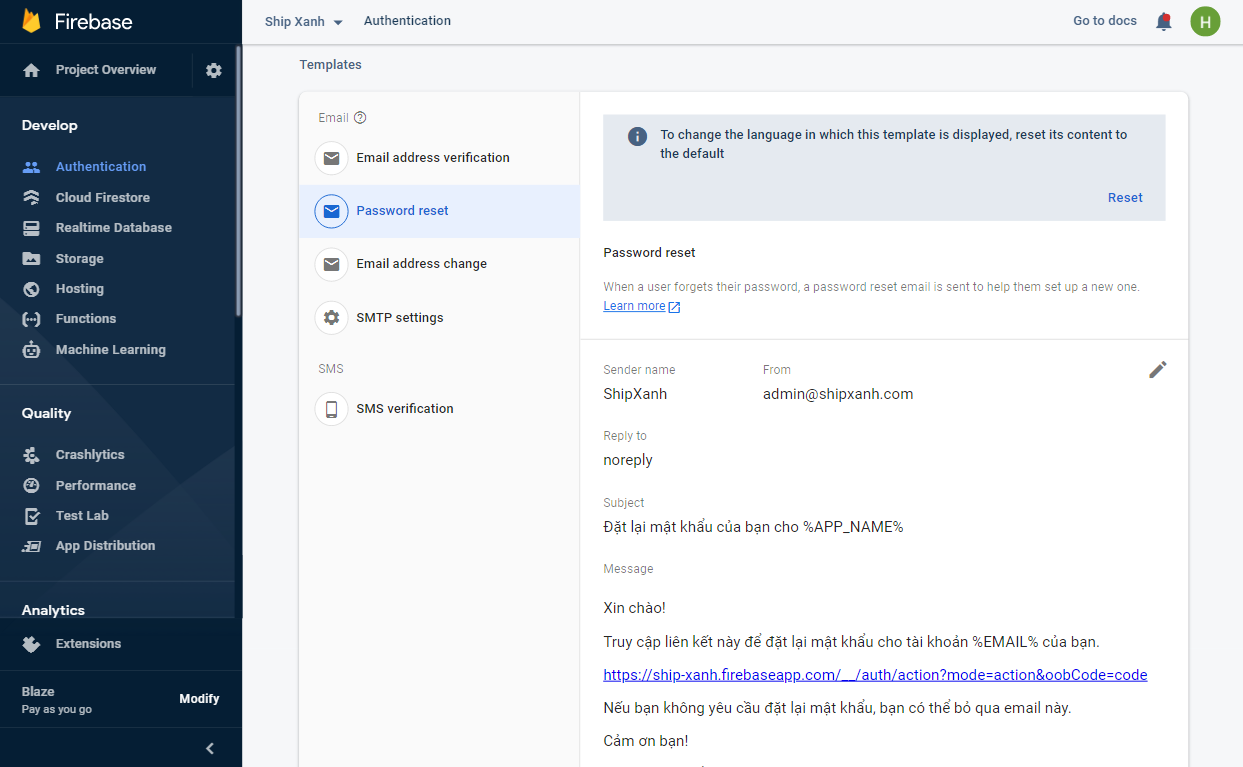 Firebase
Ship Xanh
Authentication
Go to docs
H
Project Overview
Develop
Authentication
Cloud Firestore
Realtime Database
Storage
Hosting
Functions
Machine Learning
Quality
Crashlytics
Performance
Test Lab
App Distribution
Analytics
Extensions
Blaze
Pay as you go
Modify
Templates
Email
Email address verification
Password reset
Email address change
SMTP settings
SMS
SMS verification
To change the language in which this template is displayed, reset its content to
the default
Reset
Password reset
When a user forgets their password, a password reset email is sent to help them set up a new one.
Learn more
Sender name
From
ShipXanh
admin@shipxanh.com
Reply to
noreply
Subject
Đặt lại mật khẩu của bạn cho %APP_NAME%
Message
Xin chào!
Truy cập liên kết này để đặt lại mật khẩu cho tài khoản %EMAIL% của bạn.
https://ship-xanh.firebaseapp.com/__/auth/action?mode=action&oobCode=code
Nếu bạn không yêu cầu đặt lại mật khẩu, bạn có thể bỏ qua email này.
Cảm ơn bạn!